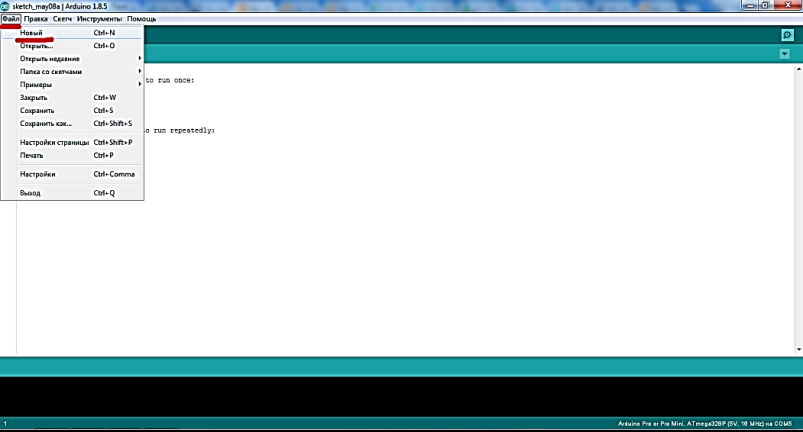 sketch_may08a | Arduino 1.8.5
Файл Правка Скетч Инструменты Помощь
Новый Ctrl+N
Открыть... Ctrl+O
Открыть недавние
Папка со скетчами
Примеры
Закрыть Ctrl+W
Сохранить Ctrl+S
Сохранить как... Ctrl+Shift+S
Настройки страницы Ctrl+Shift+P
Печать Ctrl+P
Настройки Ctrl+Comma
Выход Ctrl+Q
to run once:
to run repeatedly:
1 Arduino Pro or Pro Mini, ATmega328P (5V, 16 MHz) на COM5